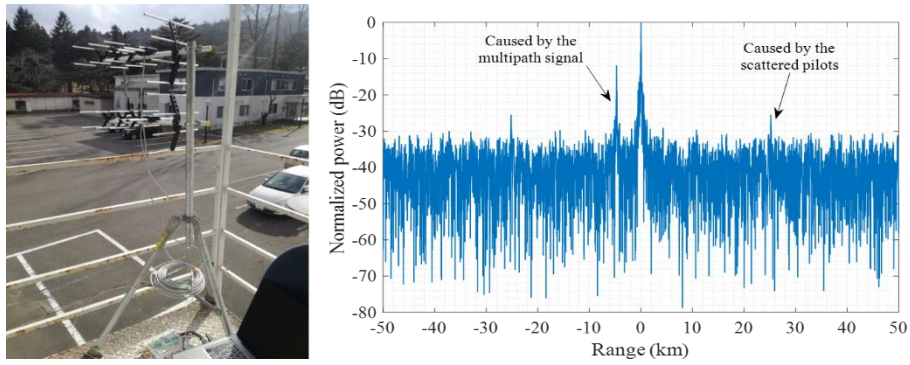 Caused by the
multipath signal
Caused by the
scattered pilots
Normalized power (dB)
0
-10
-20
-30
-40
-50
-60
-70
-80
-50 -40 -30 -20 -10 0 10 20 30 40 50
Range (km)